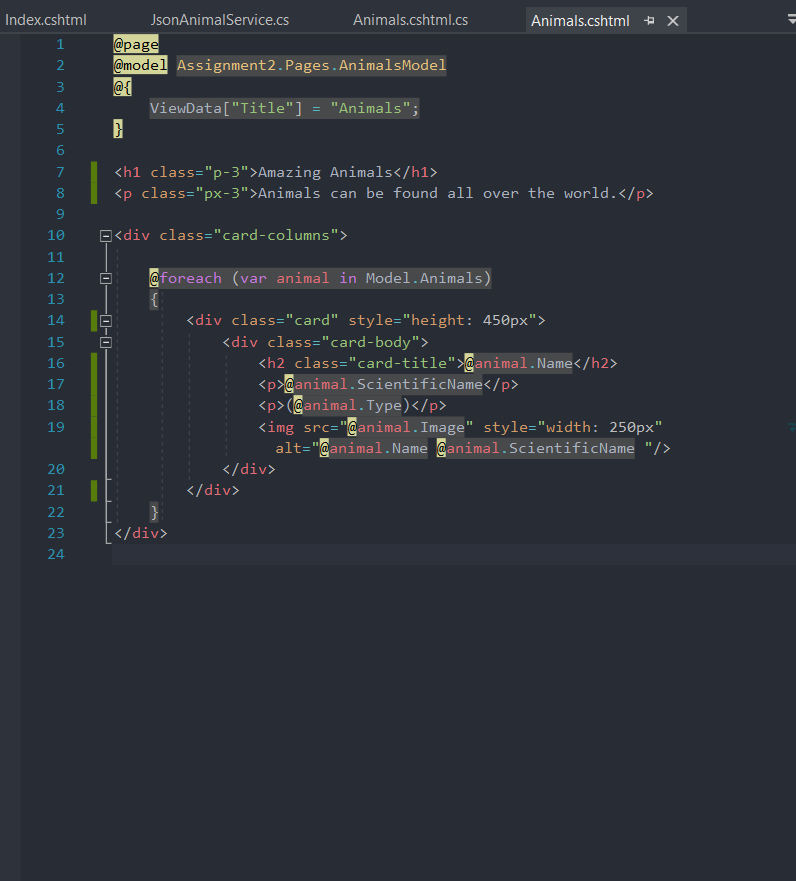 Index.cshtml JsonAnimalService.cs Animals.cshtml.cs Animals.cshtml
1 @page
2 @model Assignment2.Pages.AnimalsModel
3 @{
4 ViewData["Title"] = "Animals";
5 }
6
7 <h1 class="p-3">Amazing Animals</h1>
8 <p class="px-3">Animals can be found all over the world.</p>
9
10 <div class="card-columns">
11
12 @foreach (var animal in Model.Animals)
13 {
14 <div class="card" style="height: 450px">
15 <div class="card-body">
16 <h2 class="card-title">@animal.Name</h2>
17 <p>@animal.ScientificName</p>
18 <p>(@animal.Type)</p>
19 <img src="@animal.Image" style="width: 250px"
alt="@animal.Name @animal.ScientificName "/>
20 </div>
21 </div>
22 }
23 </div>
24